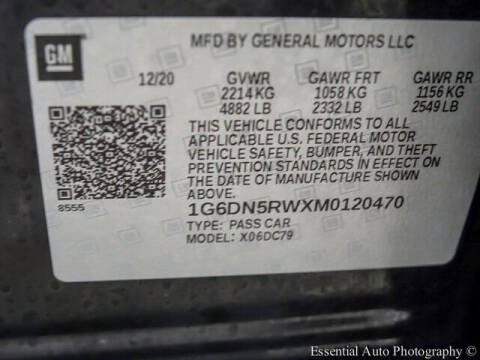 GM
MFD BY GENERAL MOTORS LLC
12/20 GVWR GAWR FRT GAWR RR
2214 KG 1058 KG 1156 KG
4882 LB 2332 LB 2549 LB
THIS VEHICLE CONFORMS TO ALL
APPLICABLE U.S. FEDERAL MOTOR
VEHICLE SAFETY, BUMPER, AND THEFT
PREVENTION STANDARDS IN EFFECT ON
THE DATE OF MANUFACTURE SHOWN
ABOVE.
8555
1G6DN5RWXM0120470
TYPE: PASS CAR
MODEL: X06DC79
Essential Auto Photography ©